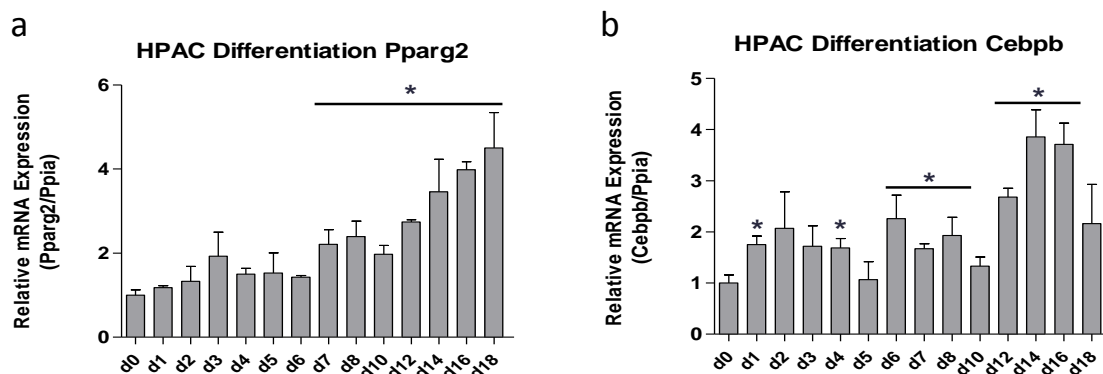 a
HPAC Differentiation Pparg2
Relative mRNA Expression
(Pparg2/Ppia)
6
4
2
0
*
d0 d1 d2 d3 d4 d5 d6 d7 d8 d10 d12 d14 d16 d18
b
HPAC Differentiation Cebpb
Relative mRNA Expression
(Cebpb/Ppia)
5
4
3
2
1
0
* * * *
d0 d1 d2 d3 d4 d5 d6 d7 d8 d10 d12 d14 d16 d18